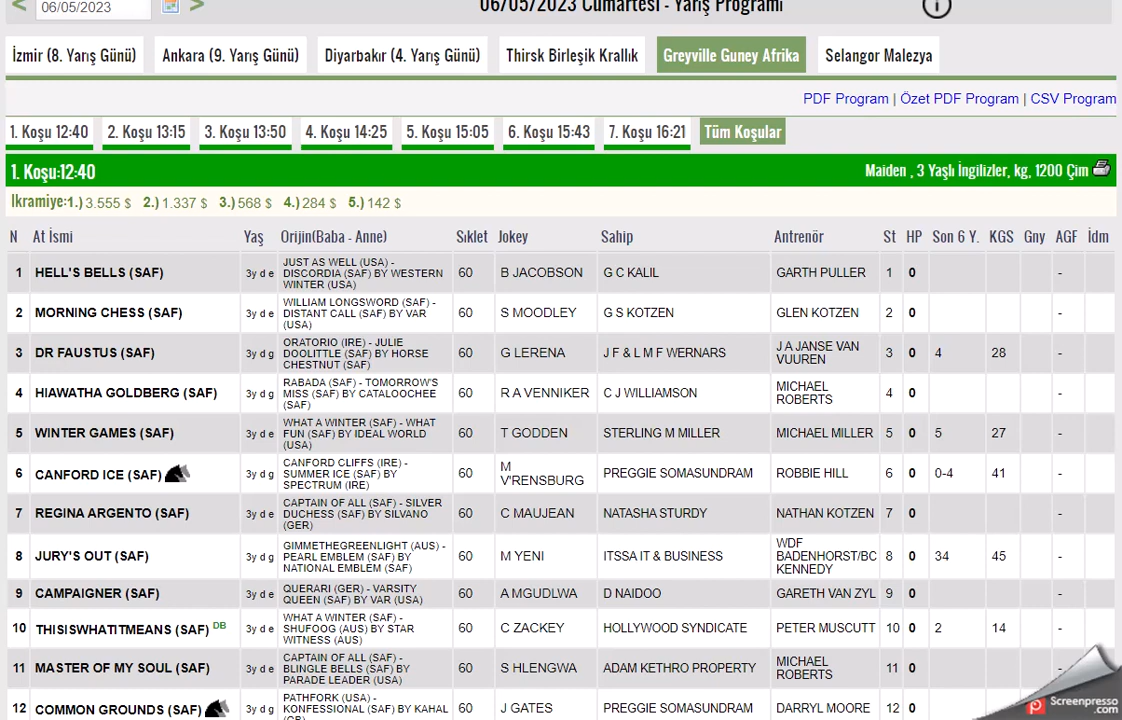 <
06/05/2023
>
06/05/2023 Cumartesi - Yarış Programı
i
İzmir (8. Yarış Günü)
Ankara (9. Yarış Günü)
Diyarbakır (4. Yarış Günü)
Thirsk Birleşik Krallık
Greyville Guney Afrika
Selangor Malezya
PDF Program | Özet PDF Program | CSV Program
1. Koşu 12:40
2. Koşu 13:15
3. Koşu 13:50
4. Koşu 14:25
5. Koşu 15:05
6. Koşu 15:43
7. Koşu 16:21
Tüm Koşular
1. Koşu:12:40
Maiden , 3 Yaşlı İngilizler, kg, 1200 Çim
Ikramiye:1.) 3.555 $ 2.) 1.337 $ 3.) 568 $ 4.) 284 $ 5.) 142 $
N At İsmi Yaş Orijin(Baba - Anne) Sıklet Jokey Sahip Antrenör St HP Son 6 Y. KGS Gny AGF İdm
1 HELL'S BELLS (SAF) 3y d e
JUST AS WELL (USA) -
DISCORDIA (SAF) BY WESTERN
WINTER (USA)
60 B JACOBSON G C KALIL GARTH PULLER 1 0 -
2 MORNING CHESS (SAF) 3y d e
WILLIAM LONGSWORD (SAF) -
DISTANT CALL (SAF) BY VAR
(USA)
60 S MOODLEY G S KOTZEN GLEN KOTZEN 2 0 -
3 DR FAUSTUS (SAF) 3y d g
ORATORIO (IRE) - JULIE
DOOLITTLE (SAF) BY HORSE
CHESTNUT (SAF)
60 G LERENA J F & L M F WERNARS
J A JANSE VAN
VUUREN
3 0 4 28 -
4 HIAWATHA GOLDBERG (SAF) 3y d g
RABADA (SAF) - TOMORROW'S
MISS (SAF) BY CATALOOCHEE
(SAF)
60 R A VENNIKER C J WILLIAMSON
MICHAEL
ROBERTS
4 0 -
5 WINTER GAMES (SAF) 3y d e
WHAT A WINTER (SAF) - WHAT
FUN (SAF) BY IDEAL WORLD
(USA)
60 T GODDEN STERLING M MILLER MICHAEL MILLER 5 0 5 27 -
6 CANFORD ICE (SAF) 3y d g
CANFORD CLIFFS (IRE) -
SUMMER ICE (SAF) BY
SPECTRUM (IRE)
60
M
V'RENSBURG
PREGGIE SOMASUNDRAM ROBBIE HILL 6 0 0-4 41 -
7 REGINA ARGENTO (SAF) 3y d e
CAPTAIN OF ALL (SAF) - SILVER
DUCHESS (SAF) BY SILVANO
(GER)
60 C MAUJEAN NATASHA STURDY NATHAN KOTZEN 7 0 -
8 JURY'S OUT (SAF) 3y d g
GIMMETHEGREENLIGHT (AUS) -
PEARL EMBLEM (SAF) BY
NATIONAL EMBLEM (SAF)
60 M YENI ITSSA IT & BUSINESS
WDF
BADENHORST/BC
KENNEDY
8 0 34 45 -
9 CAMPAIGNER (SAF) 3y d e
QUERARI (GER) - VARSITY
QUEEN (SAF) BY VAR (USA)
60 A MGUDLWA D NAIDOO GARETH VAN ZYL 9 0 -
10 THISISWHATITMEANS (SAF) DB 3y d e
WHAT A WINTER (SAF) -
SHUFOOG (AUS) BY STAR
WITNESS (AUS)
60 C ZACKEY HOLLYWOOD SYNDICATE PETER MUSCUTT 10 0 2 14 -
11 MASTER OF MY SOUL (SAF) 3y d e
CAPTAIN OF ALL (SAF) -
BLINGLE BELLS (SAF) BY
PARADE LEADER (USA)
60 S HLENGWA ADAM KETHRO PROPERTY
MICHAEL
ROBERTS
11 0 -
12 COMMON GROUNDS (SAF) 3y d g
PATHFORK (USA) -
KONFESSIONAL (SAF) BY KAHAL
60 J GATES PREGGIE SOMASUNDRAM DARRYL MOORE 12 0
Screenpresso
.com